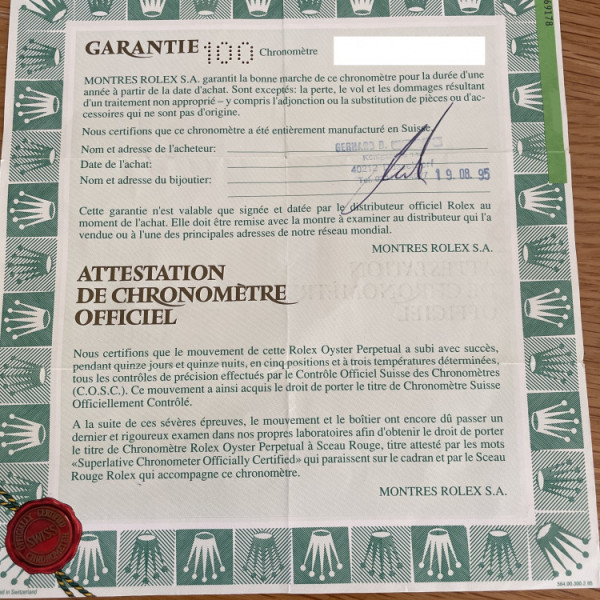 69178
GARANTIE 100 Chronomètre
MONTRES ROLEX S.A. garantit la bonne marche de ce chronomètre pour la durée d'une
année à partir de la date d'achat. Sont exceptés: la perte, le vol et les dommages résultant
d'un traitement non approprié – y compris l'adjonction ou la substitution de pièces ou d'ac-
cessoires qui ne sont pas d'origine.
Nous certifions que ce chronomètre a été entièrement manufacturé en Suisse.
Nom et adresse de l'acheteur:
Date de l'achat:
Nom et adresse du bijoutier:
19.08.95
Cette garantie n'est valable que signée et datée par le distributeur officiel Rolex au
moment de l'achat. Elle doit être remise avec la montre à examiner au distributeur qui l'a
vendue ou à l'une des principales adresses de notre réseau mondial.
MONTRES ROLEX S.A.
ATTESTATION
DE CHRONOMÈTRE
OFFICIEL
Nous certifions que le mouvement de cette Rolex Oyster Perpetual a subi avec succès,
pendant quinze jours et quinze nuits, en cinq positions et à trois températures déterminées,
tous les contrôles de précision effectués par le Contrôle Officiel Suisse des Chronomètres
(C.O.S.C.). Ce mouvement a ainsi acquis le droit de porter le titre de Chronomètre Suisse
Officiellement Contrôlé.
A la suite de ces sévères épreuves, le mouvement et le boîtier ont encore dû passer un
dernier et rigoureux examen dans nos propres laboratoires afin d'obtenir le droit de porter
le titre de Chronomètre Rolex Oyster Perpetual à Sceau Rouge, titre attesté par les mots
«Superlative Chronometer Officially Certified» qui paraissent sur le cadran et par le Sceau
Rouge Rolex qui accompagne ce chronomètre.
MONTRES ROLEX S.A.
SWISS
in Switzerland